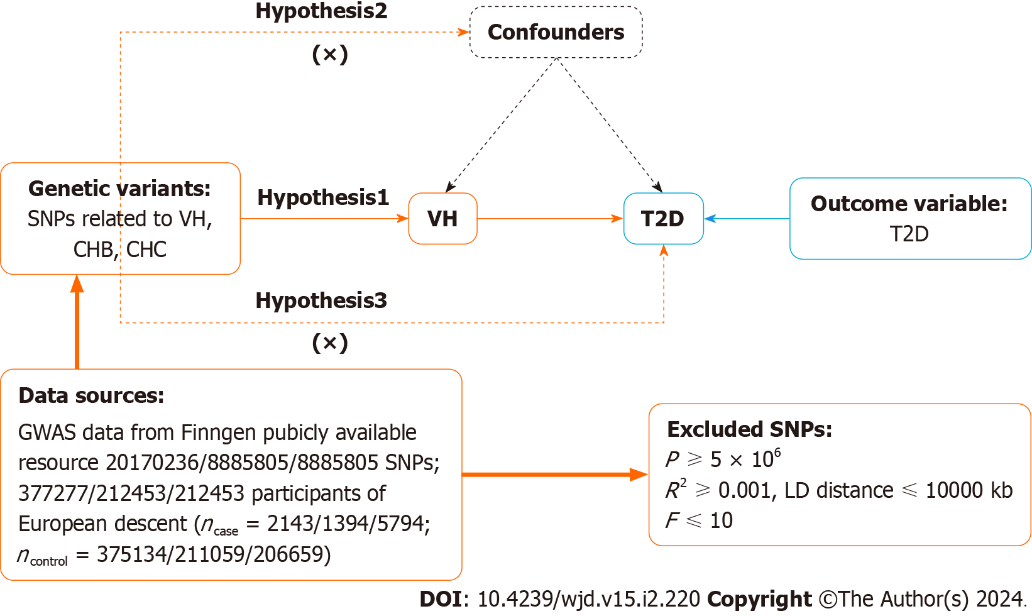 Hypothesis2
(×)
Confounders
Genetic variants:
SNPs related to VH,
CHB, CHC
Hypothesis1
VH
T2D
Outcome variable:
T2D
Hypothesis3
(×)
Data sources:
GWAS data from Finngen pubicly available
resource 20170236/8885805/8885805 SNPs;
377277/212453/212453 participants of
European descent (ncase = 2143/1394/5794;
ncontrol = 375134/211059/206659)
Excluded SNPs:
P ≥ 5 × 10⁶
R² ≥ 0.001, LD distance ≤ 10000 kb
F ≤ 10
DOI: 10.4239/wjd.v15.i2.220 Copyright ©The Author(s) 2024.